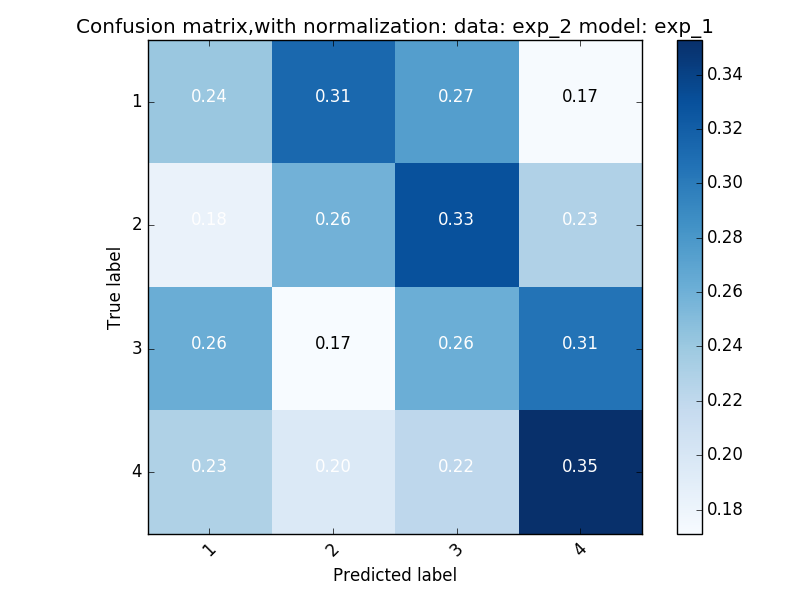 Confusion matrix,with normalization: data: exp_2 model: exp_1
True label
1 0.24 0.31 0.27 0.17
2 0.18 0.26 0.33 0.23
3 0.26 0.17 0.26 0.31
4 0.23 0.20 0.22 0.35
1 2 3 4
Predicted label
0.34
0.32
0.30
0.28
0.26
0.24
0.22
0.20
0.18